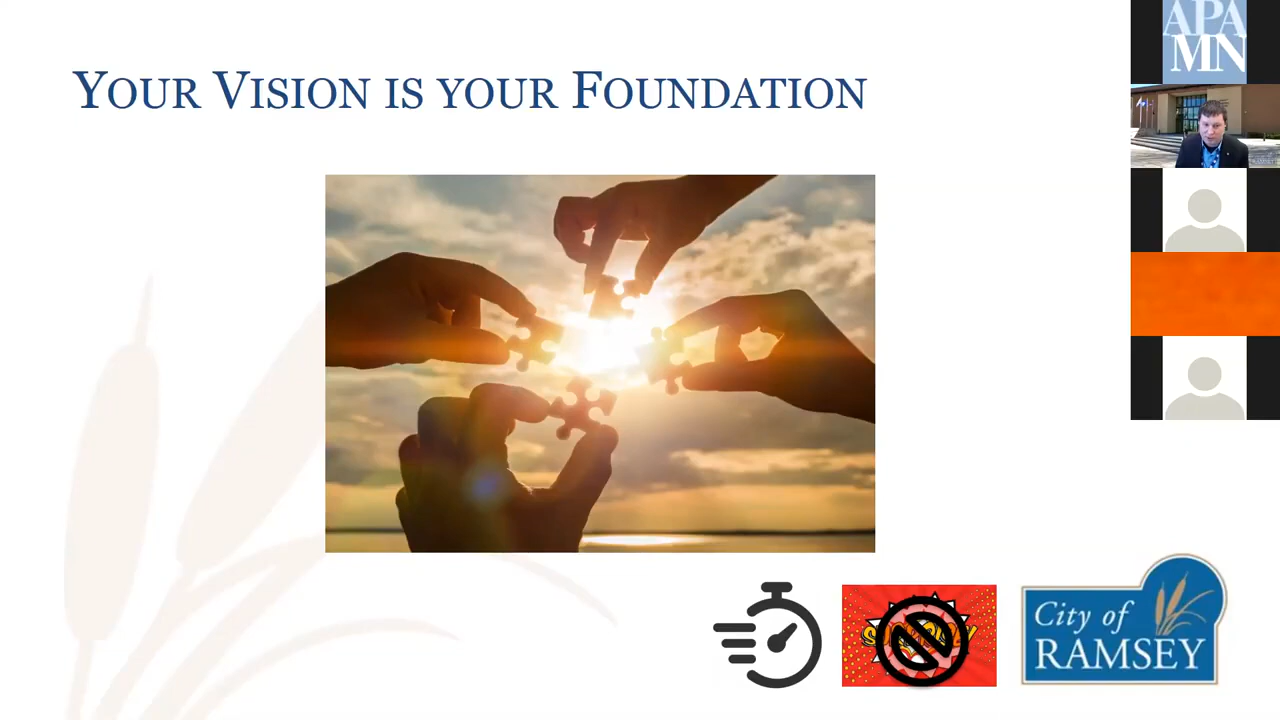 YOUR VISION IS YOUR FOUNDATION
APA
MN
City of
RAMSEY